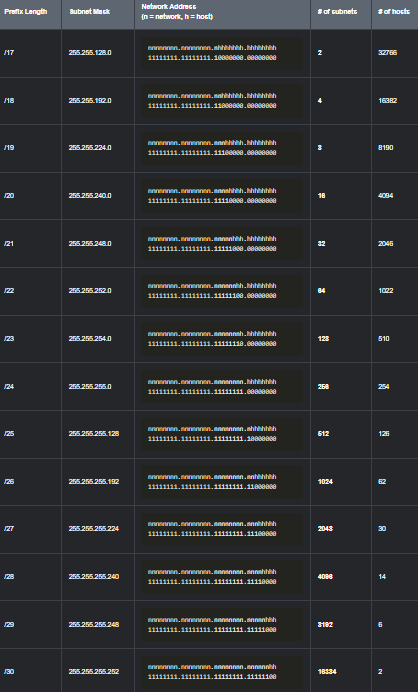 Prefix Length Subnet Mask Network Address (n = network, h = host) # of subnets # of hosts
/17 255.255.128.0 nnnnnnnn.nnnnnnnn.nhhhhhhh.hhhhhhhh 2 32766
11111111.11111111.10000000.00000000
/18 255.255.192.0 nnnnnnnn.nnnnnnnn.nnhhhhhh.hhhhhhhh 4 16382
11111111.11111111.11000000.00000000
/19 255.255.224.0 nnnnnnnn.nnnnnnnn.nnnhhhhh.hhhhhhhh 8 8190
11111111.11111111.11100000.00000000
/20 255.255.240.0 nnnnnnnn.nnnnnnnn.nnnnhhhh.hhhhhhhh 16 4094
11111111.11111111.11110000.00000000
/21 255.255.248.0 nnnnnnnn.nnnnnnnn.nnnnnhhh.hhhhhhhh 32 2046
11111111.11111111.11111000.00000000
/22 255.255.252.0 nnnnnnnn.nnnnnnnn.nnnnnnhh.hhhhhhhh 64 1022
11111111.11111111.11111100.00000000
/23 255.255.254.0 nnnnnnnn.nnnnnnnn.nnnnnnnh.hhhhhhhh 128 510
11111111.11111111.11111110.00000000
/24 255.255.255.0 nnnnnnnn.nnnnnnnn.nnnnnnnn.hhhhhhhh 256 254
11111111.11111111.11111111.00000000
/25 255.255.255.128 nnnnnnnn.nnnnnnnn.nnnnnnnn.nhhhhhhh 512 126
11111111.11111111.11111111.10000000
/26 255.255.255.192 nnnnnnnn.nnnnnnnn.nnnnnnnn.nnhhhhhh 1024 62
11111111.11111111.11111111.11000000
/27 255.255.255.224 nnnnnnnn.nnnnnnnn.nnnnnnnn.nnnhhhhh 2048 30
11111111.11111111.11111111.11100000
/28 255.255.255.240 nnnnnnnn.nnnnnnnn.nnnnnnnn.nnnnhhhh 4096 14
11111111.11111111.11111111.11110000
/29 255.255.255.248 nnnnnnnn.nnnnnnnn.nnnnnnnn.nnnnnhhh 8192 6
11111111.11111111.11111111.11111000
/30 255.255.255.252 nnnnnnnn.nnnnnnnn.nnnnnnnn.nnnnnnhh 16384 2
11111111.11111111.11111111.11111100